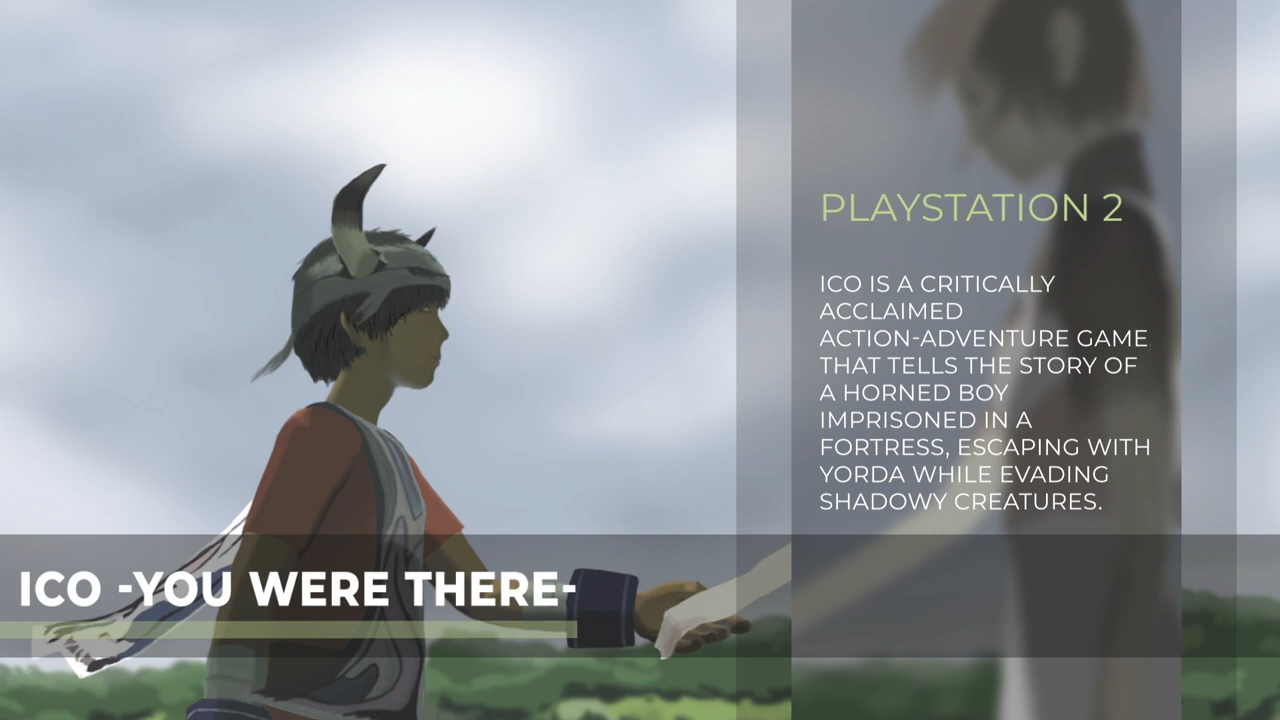 PLAYSTATION 2
ICO IS A CRITICALLY
ACCLAIMED
ACTION-ADVENTURE GAME
THAT TELLS THE STORY OF
A HORNED BOY
IMPRISONED IN A
FORTRESS, ESCAPING WITH
YORDA WHILE EVADING
SHADOWY CREATURES.
ICO -YOU WERE THERE-